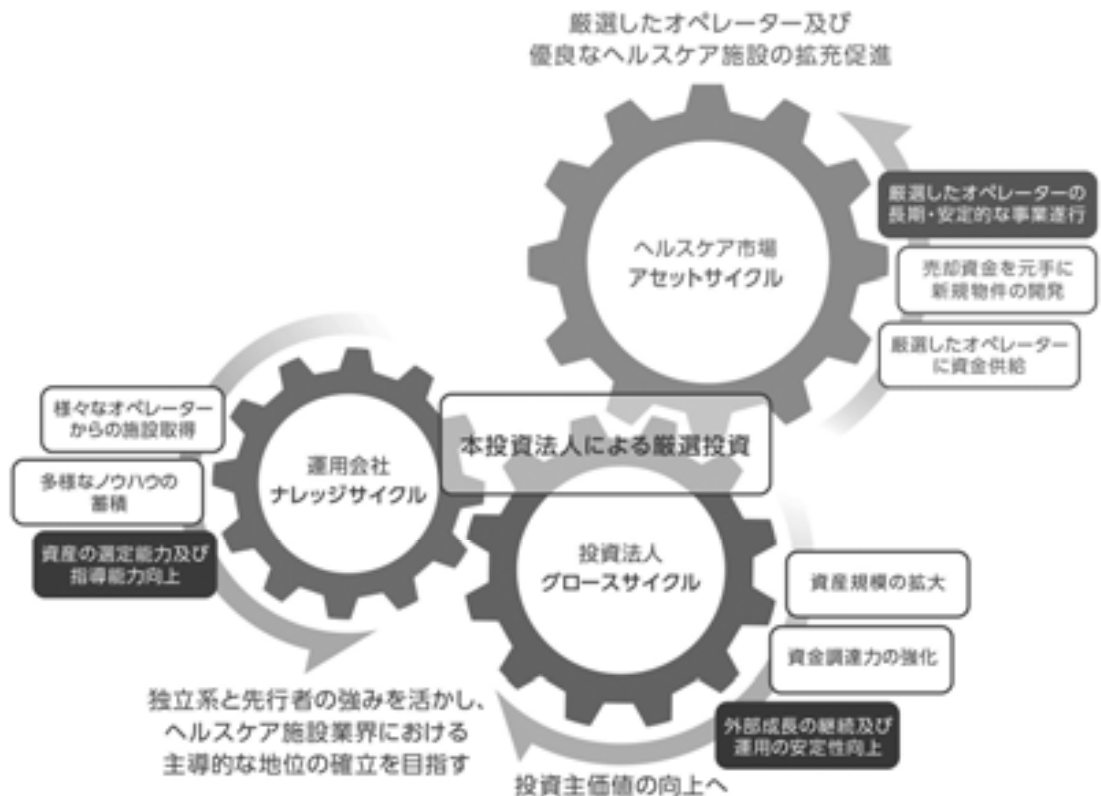 厳選したオペレーター及び
優良なヘルスケア施設の拡充促進
厳選したオペレーターの
長期・安定的な事業遂行
ヘルスケア市場
アセットサイクル
売却資金を元手に
新規物件の開発
厳選したオペレーター
に資金供給
様々なオペレーター
からの施設取得
本投資法人による厳選投資
運用会社
ナレッジサイクル
多様なノウハウの
蓄積
資産の選定能力及び
指導能力向上
投資法人
グロースサイクル
資産規模の拡大
資金調達力の強化
外部成長の継続及び
運用の安定性向上
独立系と先行者の強みを活かし、
ヘルスケア施設業界における
主導的な地位の確立を目指す
投資主価値の向上へ